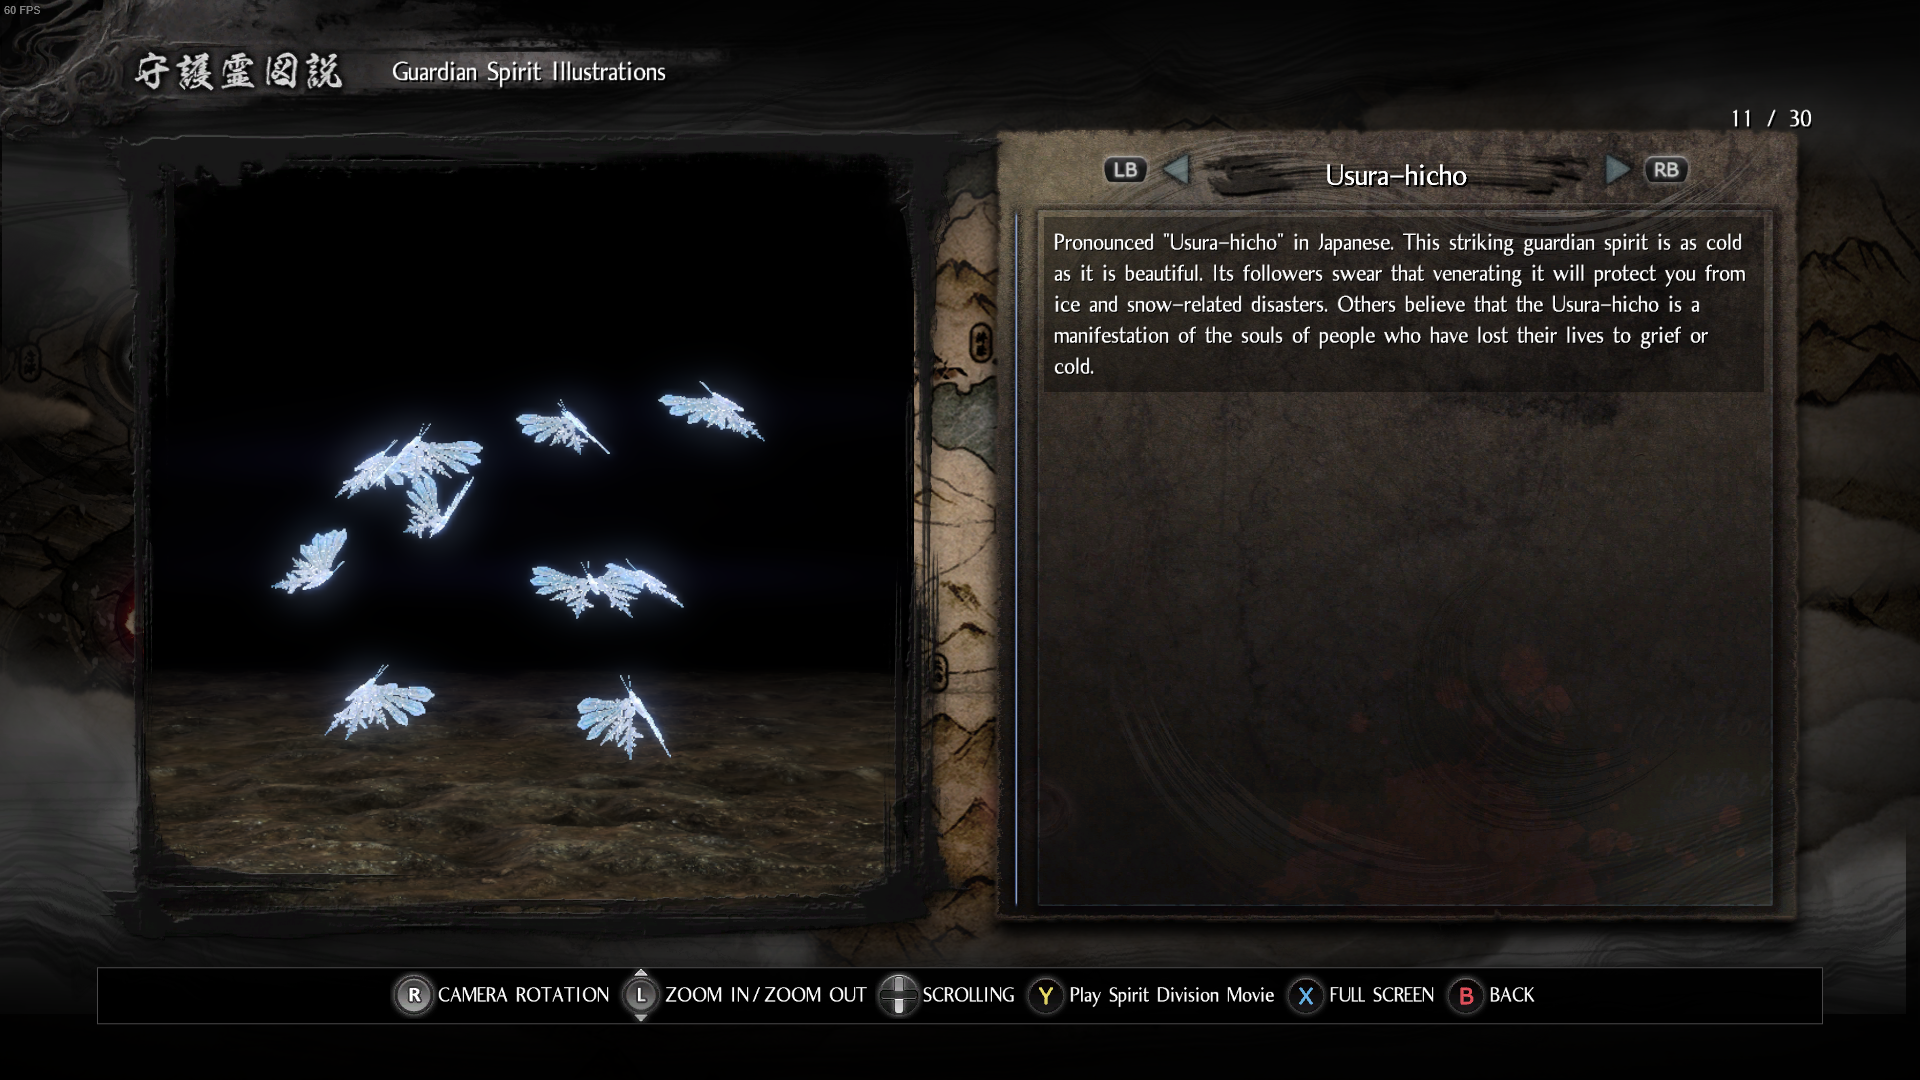 60 FPS
守護霊図説 Guardian Spirit Illustrations
11 / 30
LB Usura-hicho RB
Pronounced "Usura-hicho" in Japanese. This striking guardian spirit is as cold
as it is beautiful. Its followers swear that venerating it will protect you from
ice and snow-related disasters. Others believe that the Usura-hicho is a
manifestation of the souls of people who have lost their lives to grief or
cold.
R CAMERA ROTATION L ZOOM IN/ZOOM OUT SCROLLING Y Play Spirit Division Movie X FULL SCREEN B BACK